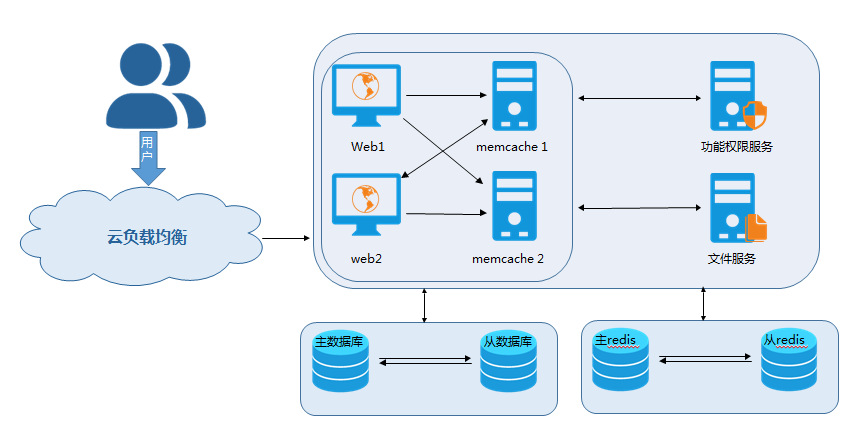 用户
云负载均衡
Web1
memcache 1
功能权限服务
web2
memcache 2
文件服务
主数据库
从数据库
主redis
从redis